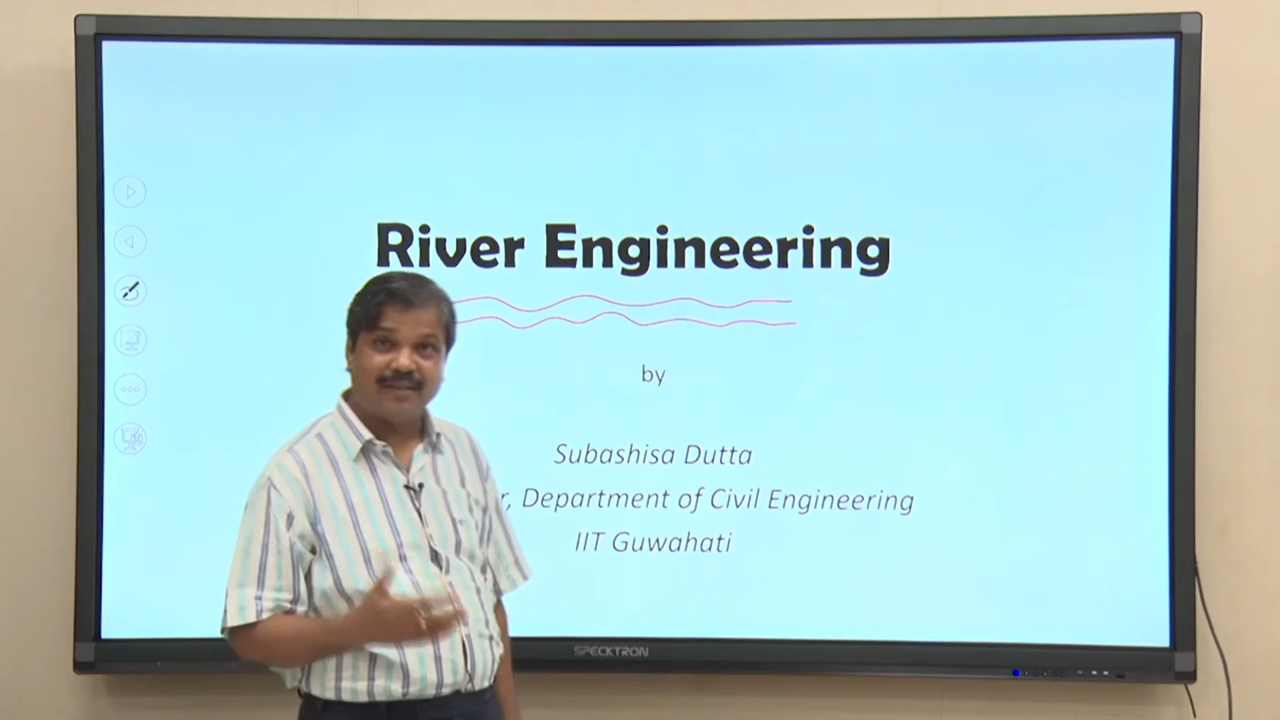 River Engineering
by
Subashisa Dutta
r, Department of Civil Engineering
IIT Guwahati
SPECKTRON